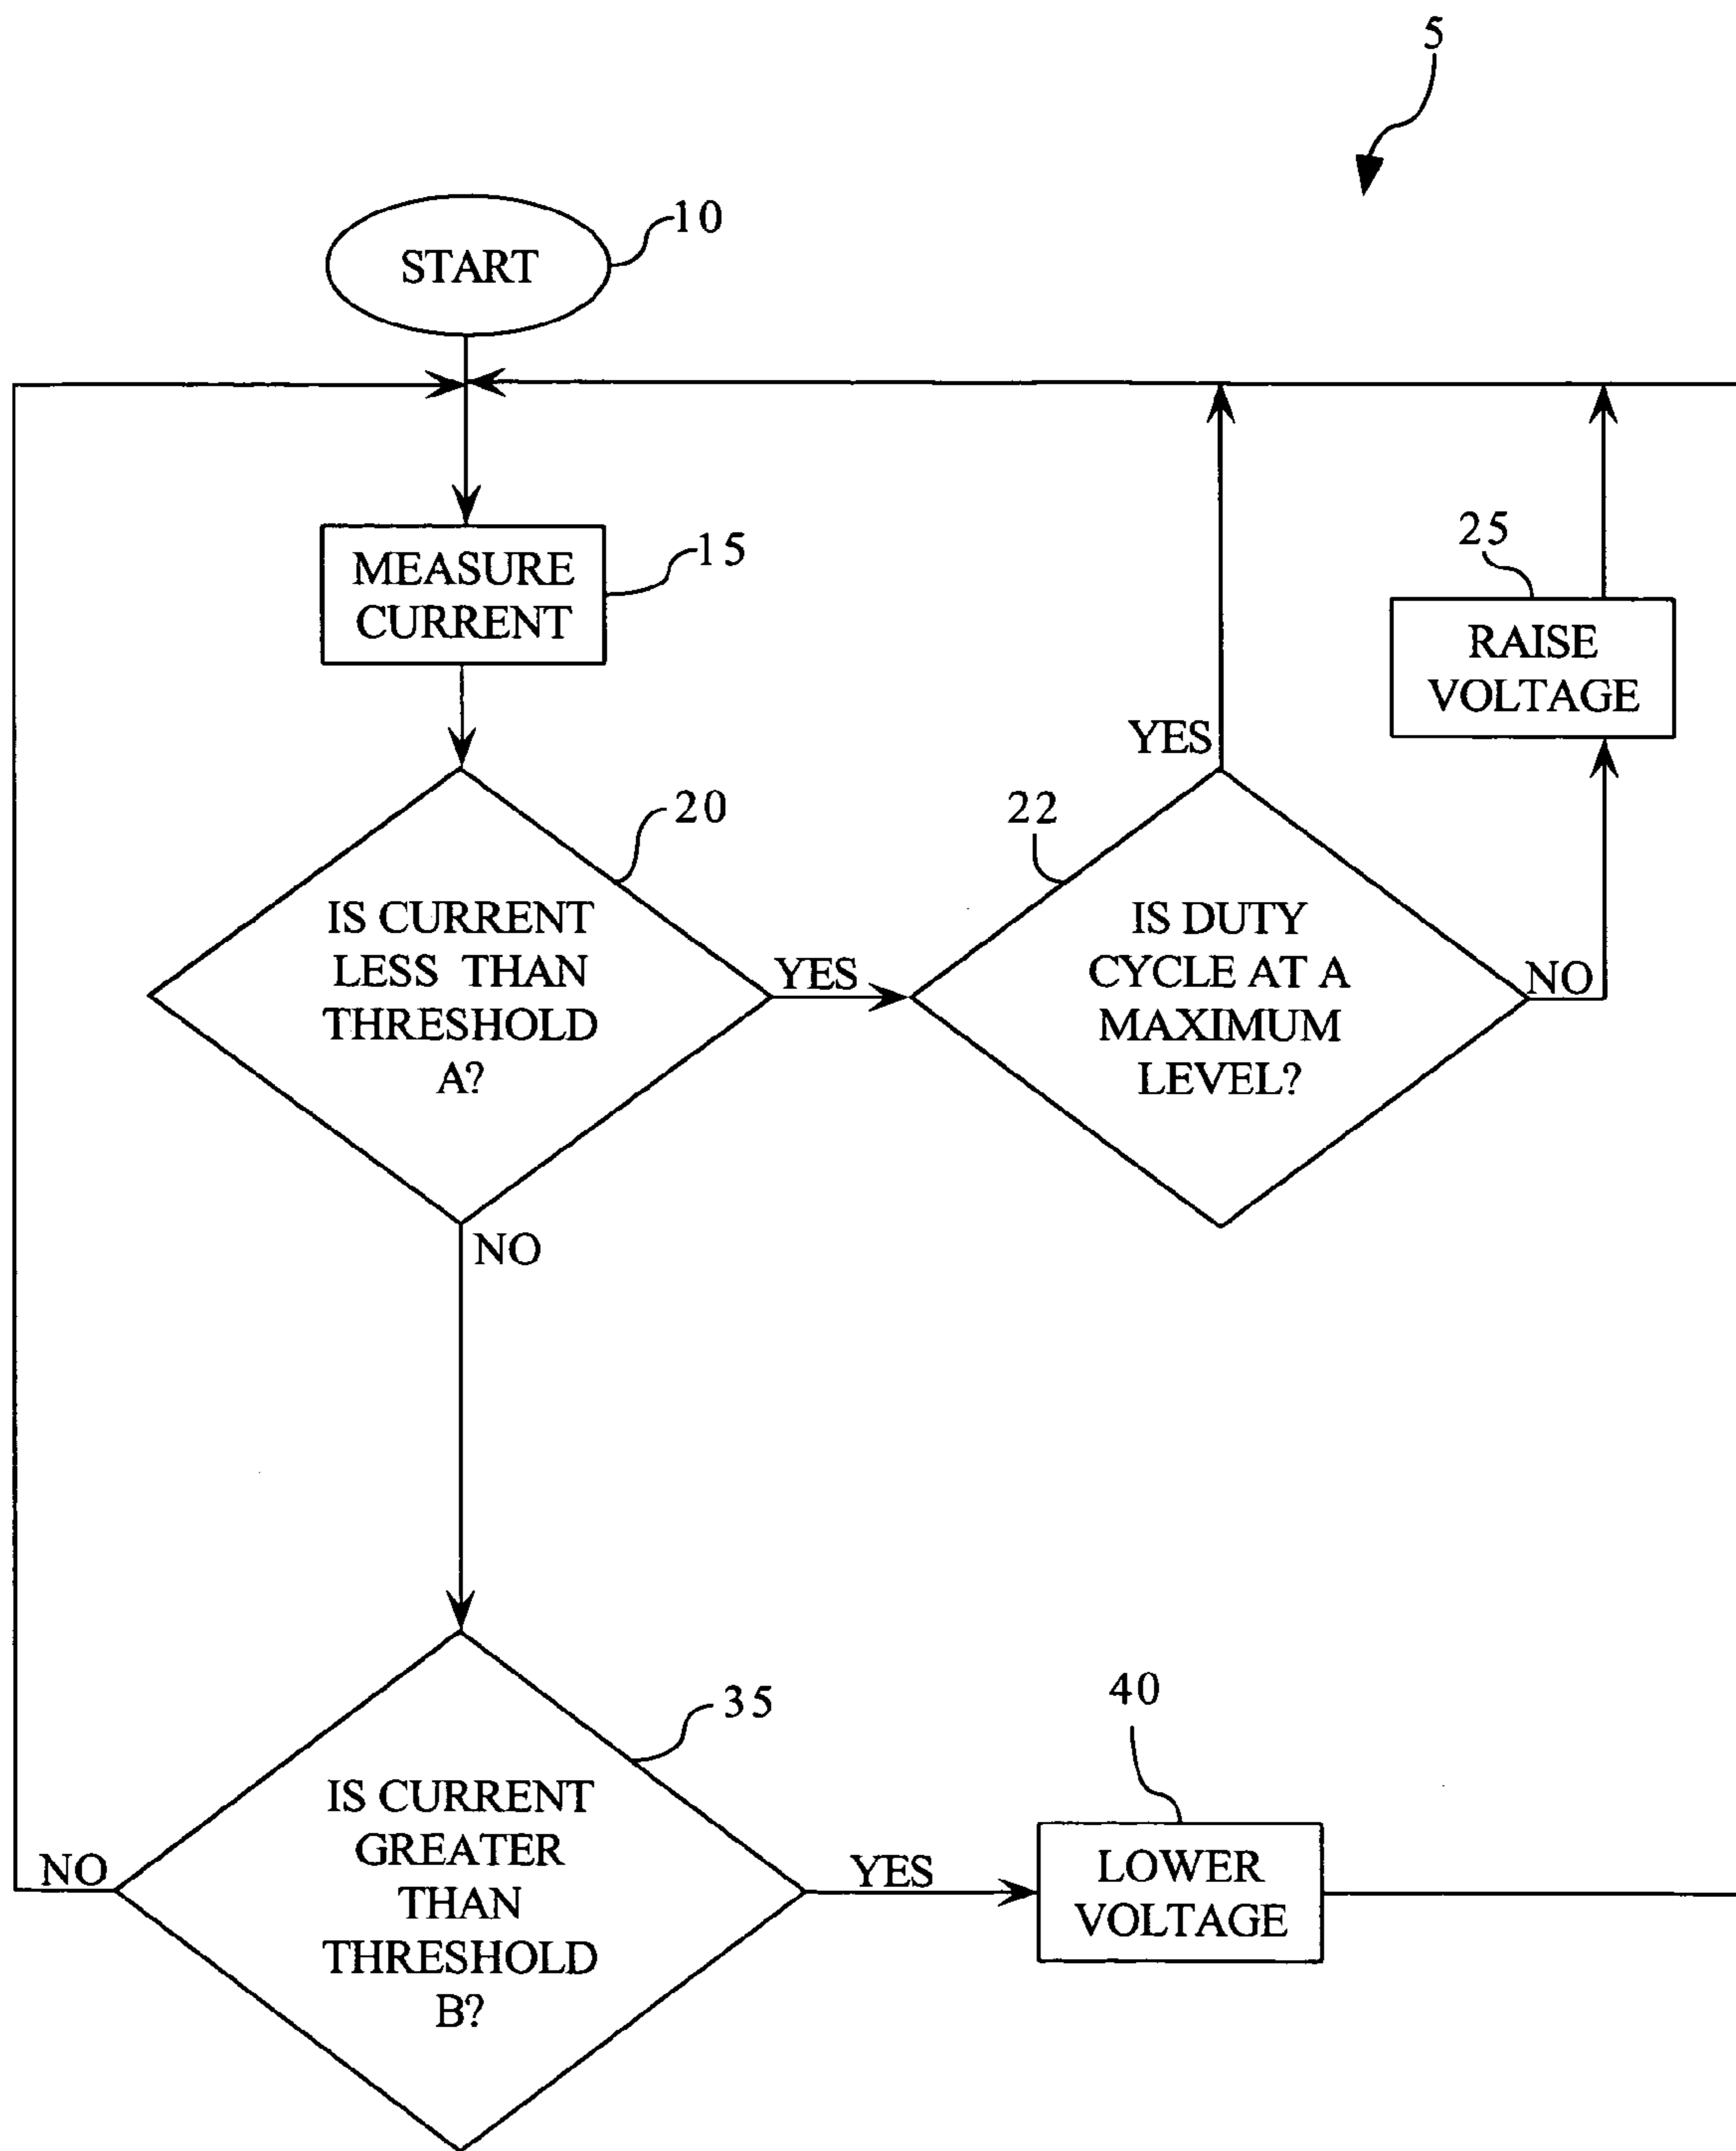 5
START
10
MEASURE
CURRENT
15
RAISE
VOLTAGE
25
IS CURRENT
LESS THAN
THRESHOLD
A?
20
YES
NO
IS DUTY
CYCLE AT A
MAXIMUM
LEVEL?
22
YES
NO
IS CURRENT
GREATER
THAN
THRESHOLD
B?
35
NO
YES
LOWER
VOLTAGE
40